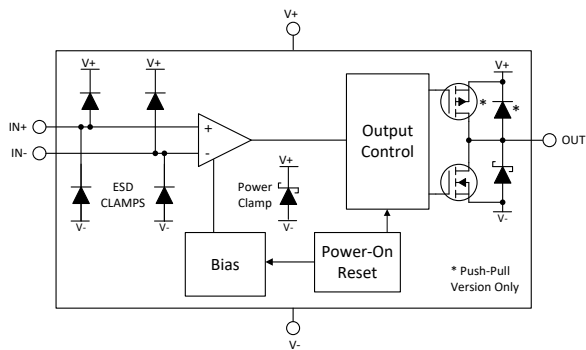 V+
V+
V+
V+
*
*
IN+
IN-
+
-
Output
Control
OUT
ESD
CLAMPS
Power
Clamp
V+
V-
V-
V-
V-
Bias
Power-On
Reset
* Push-Pull
Version Only
V-